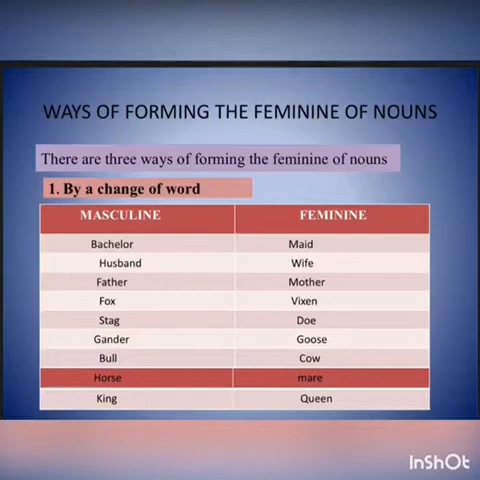 WAYS OF FORMING THE FEMININE OF NOUNS
There are three ways of forming the feminine of nouns
1. By a change of word
MASCULINE FEMININE
Bachelor Maid
Husband Wife
Father Mother
Fox Vixen
Stag Doe
Gander Goose
Bull Cow
Horse mare
King Queen
InShOt